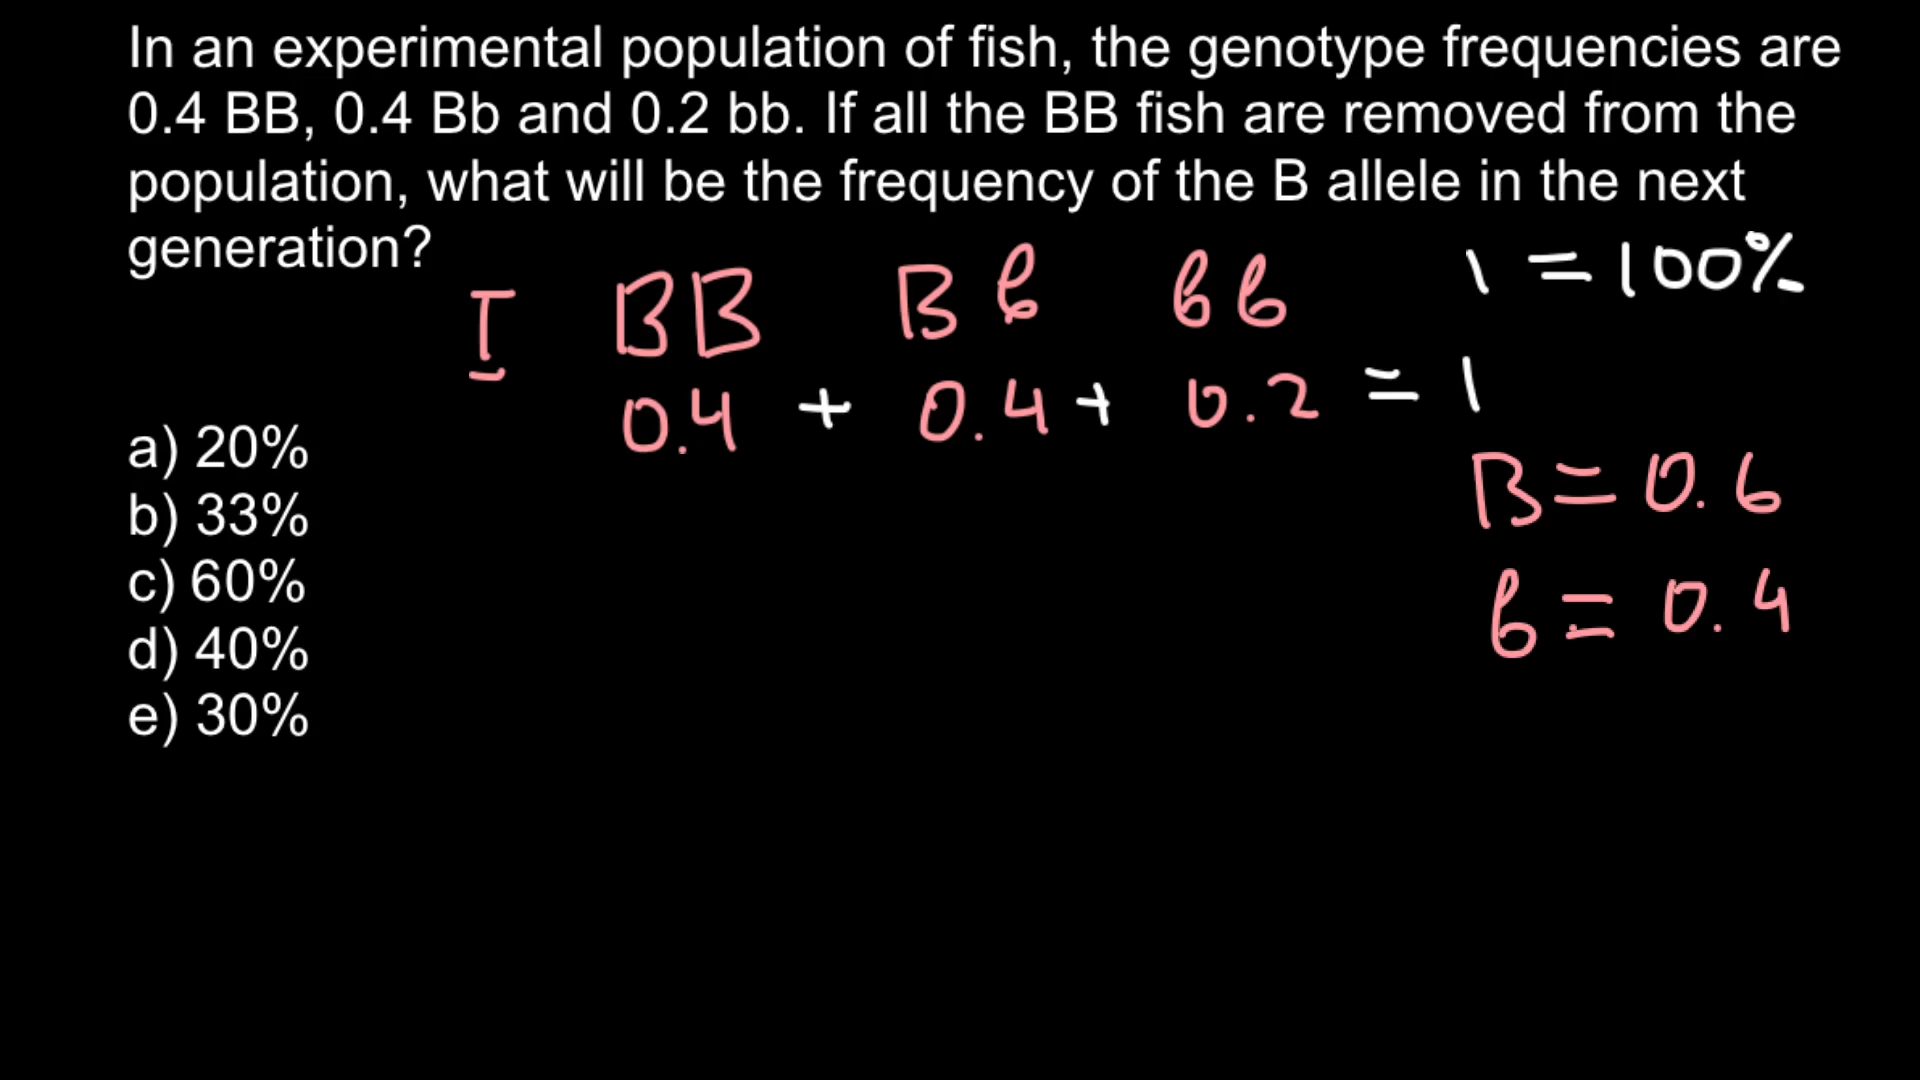 In an experimental population of fish, the genotype frequencies are
0.4 BB, 0.4 Bb and 0.2 bb. If all the BB fish are removed from the
population, what will be the frequency of the B allele in the next
generation?
1 = 100%
I BB Bb bb
0.4 + 0.4 + 0.2 = 1
a) 20%
b) 33%
c) 60%
d) 40%
e) 30%
B = 0.6
b = 0.4